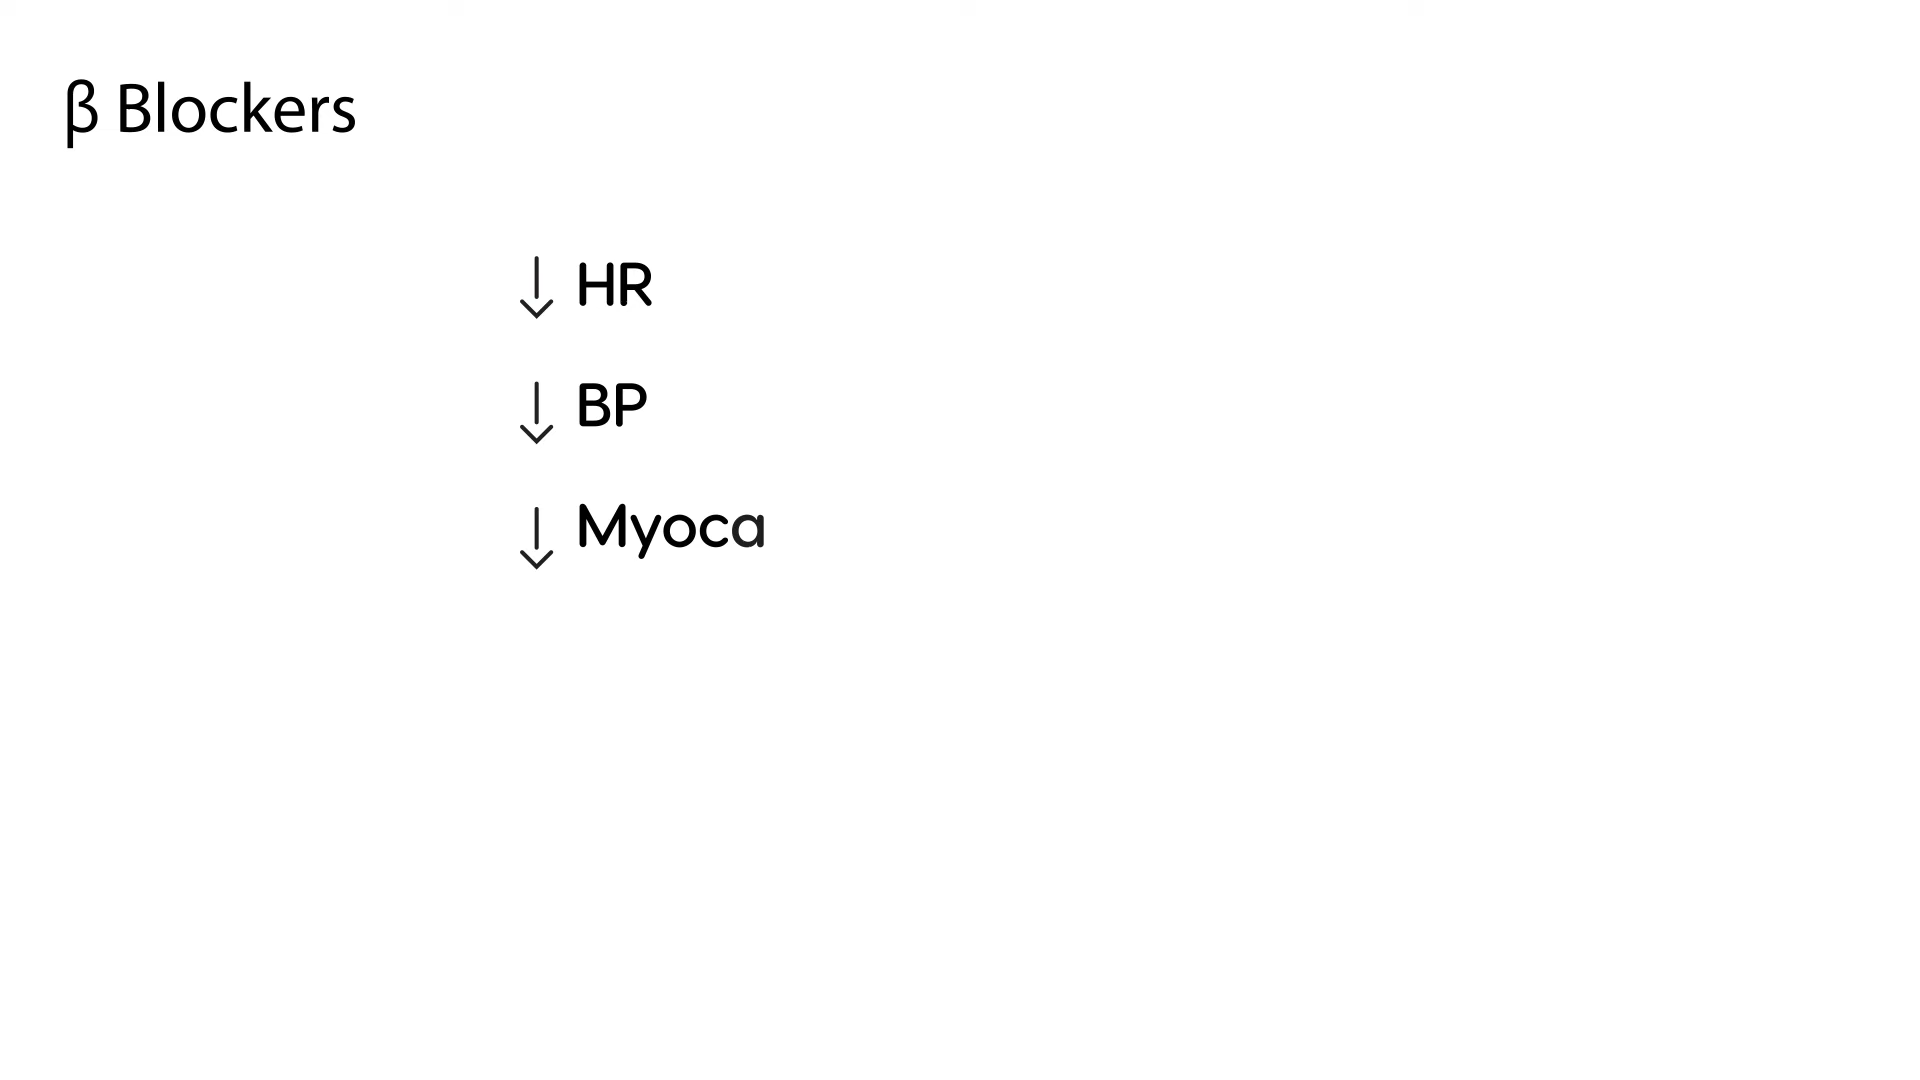 β Blockers
↓ HR
↓ BP
↓ Myoca